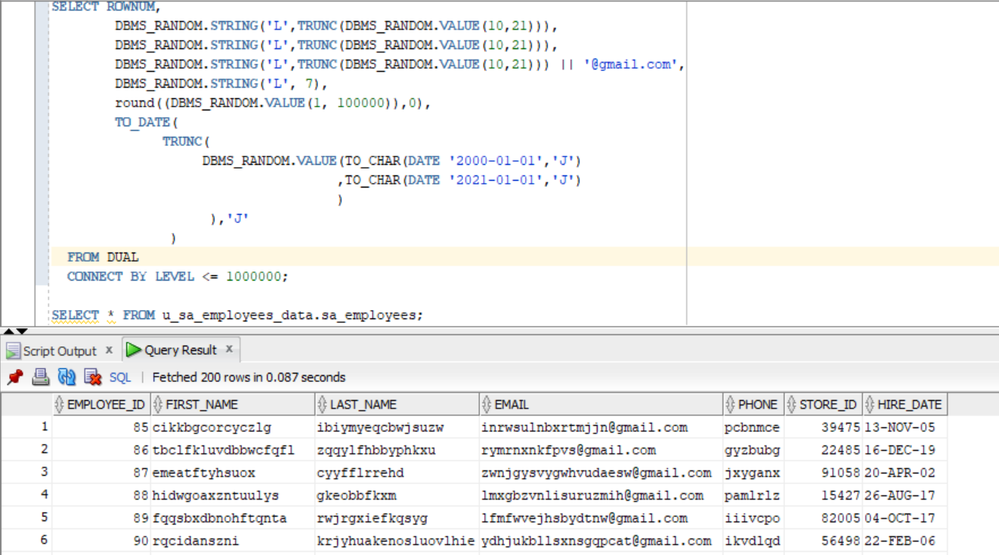 SELECT ROWNUM,
DBMS_RANDOM.STRING('L',TRUNC(DBMS_RANDOM.VALUE(10,21))),
DBMS_RANDOM.STRING('L',TRUNC(DBMS_RANDOM.VALUE(10,21))),
DBMS_RANDOM.STRING('L',TRUNC(DBMS_RANDOM.VALUE(10,21))) || '@gmail.com',
DBMS_RANDOM.STRING('L', 7),
round((DBMS_RANDOM.VALUE(1, 100000)),0),
TO_DATE(
TRUNC(
DBMS_RANDOM.VALUE(TO_CHAR(DATE '2000-01-01','J')
,TO_CHAR(DATE '2021-01-01','J')
)
),'J'
)
FROM DUAL
CONNECT BY LEVEL <= 1000000;
SELECT * FROM u_sa_employees_data.sa_employees;
Script Output x Query Result x
SQL | Fetched 200 rows in 0.087 seconds
EMPLOYEE_ID FIRST_NAME LAST_NAME EMAIL PHONE STORE_ID HIRE_DATE
1 85 cikkbgcorcyczlg ibiymyeqcbwjsuzw inrwsulnbxrtmjjn@gmail.com pcbnmce 39475 13-NOV-05
2 86 tbclfkluvdbbwcfqfl zqqylfhbbyphkxu rymrnxnkfpvs@gmail.com gyzbubg 22485 16-DEC-19
3 87 emeatftyhsuox cyyfflrrehd zwnjgysvygwhvudaesw@gmail.com jxyganx 91058 20-APR-02
4 88 hidwgoaxzntuulys gkeobbfkxm lmxgbzvnlisuruzmih@gmail.com pamlrlz 15427 26-AUG-17
5 89 fqqsbxdbnohftqnta rwjrgxiefkqsyg lfmfwvejhsbydtnw@gmail.com iiivcpo 82005 04-OCT-17
6 90 rqcidanszni krjyhuakenosluovlhie ydhjukbllsxnsgqpcat@gmail.com ikvdlqd 56498 22-FEB-06